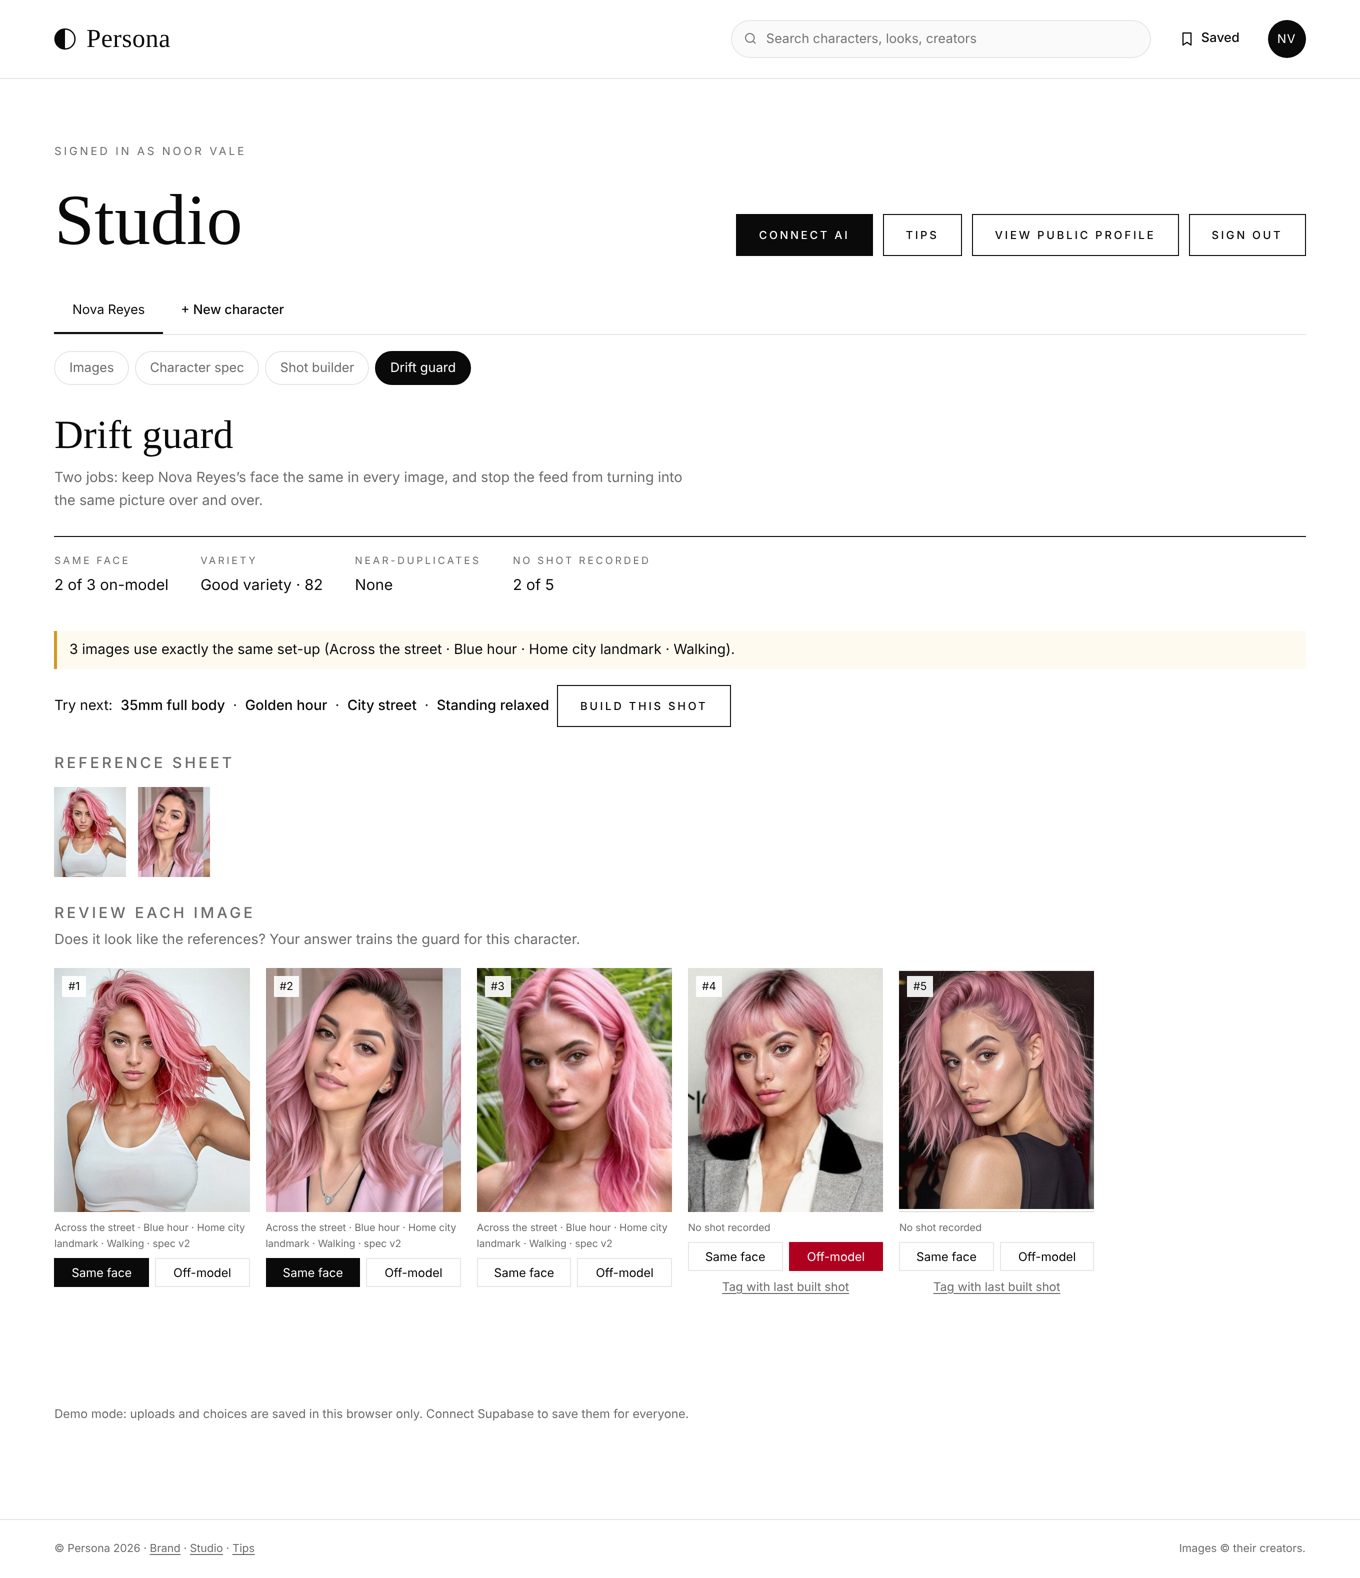 Persona
Search characters, looks, creators
Saved
NV
SIGNED IN AS NOOR VALE
Studio
CONNECT AI
TIPS
VIEW PUBLIC PROFILE
SIGN OUT
Nova Reyes
+ New character
Images
Character spec
Shot builder
Drift guard
Drift guard
Two jobs: keep Nova Reyes’s face the same in every image, and stop the feed from turning into
the same picture over and over.
SAME FACE
2 of 3 on-model
VARIETY
Good variety · 82
NEAR-DUPLICATES
None
NO SHOT RECORDED
2 of 5
3 images use exactly the same set-up (Across the street · Blue hour · Home city landmark · Walking).
Try next: 35mm full body · Golden hour · City street · Standing relaxed
BUILD THIS SHOT
REFERENCE SHEET
REVIEW EACH IMAGE
Does it look like the references? Your answer trains the guard for this character.
#1
Across the street · Blue hour · Home city
landmark · Walking · spec v2
Same face
Off-model
#2
Across the street · Blue hour · Home city
landmark · Walking · spec v2
Same face
Off-model
#3
Across the street · Blue hour · Home city
landmark · Walking · spec v2
Same face
Off-model
#4
No shot recorded
Same face
Off-model
Tag with last built shot
#5
No shot recorded
Same face
Off-model
Tag with last built shot
Demo mode: uploads and choices are saved in this browser only. Connect Supabase to save them for everyone.
© Persona 2026 · Brand · Studio · Tips
Images © their creators.